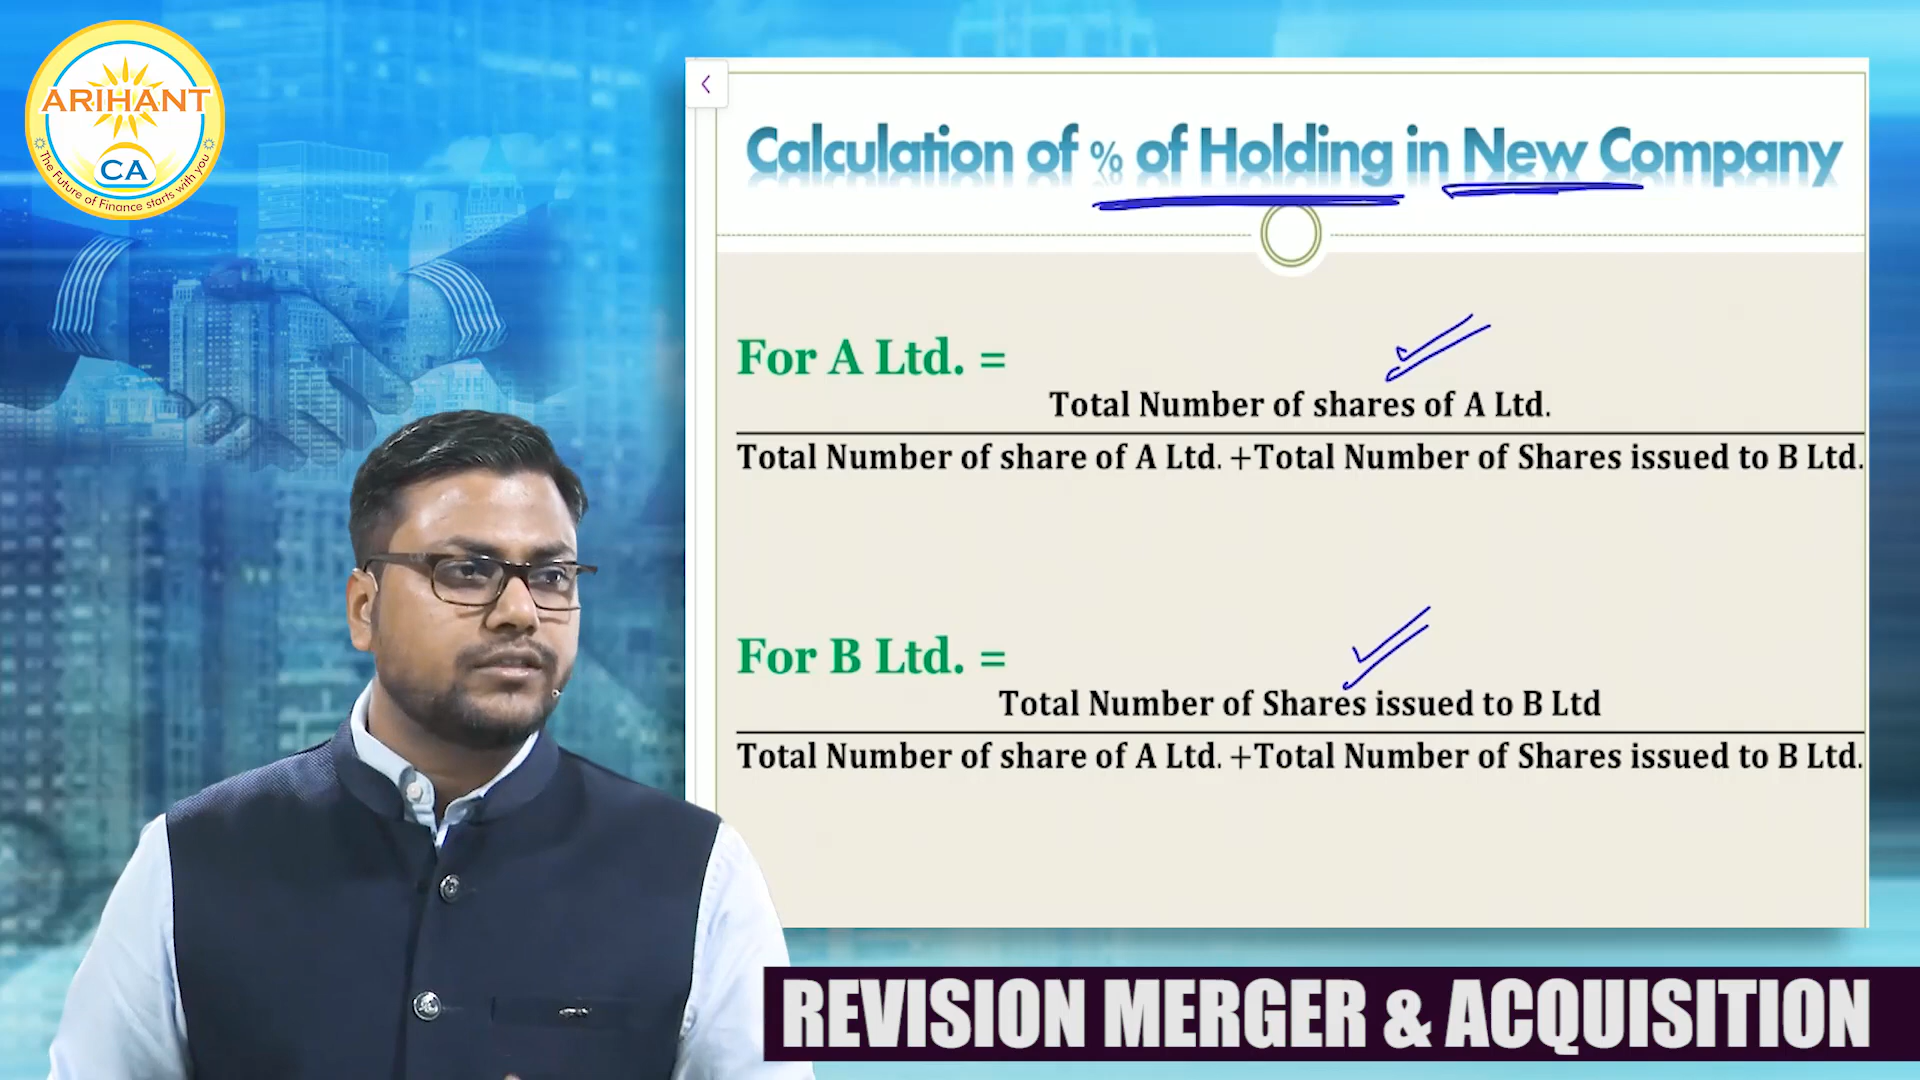 ARIHANT
CA
The Future of Finance starts with you
Calculation of % of Holding in New Company
For A Ltd. =
Total Number of shares of A Ltd.
Total Number of share of A Ltd. +Total Number of Shares issued to B Ltd.
For B Ltd. =
Total Number of Shares issued to B Ltd
Total Number of share of A Ltd. +Total Number of Shares issued to B Ltd.
REVISION MERGER & ACQUISITION